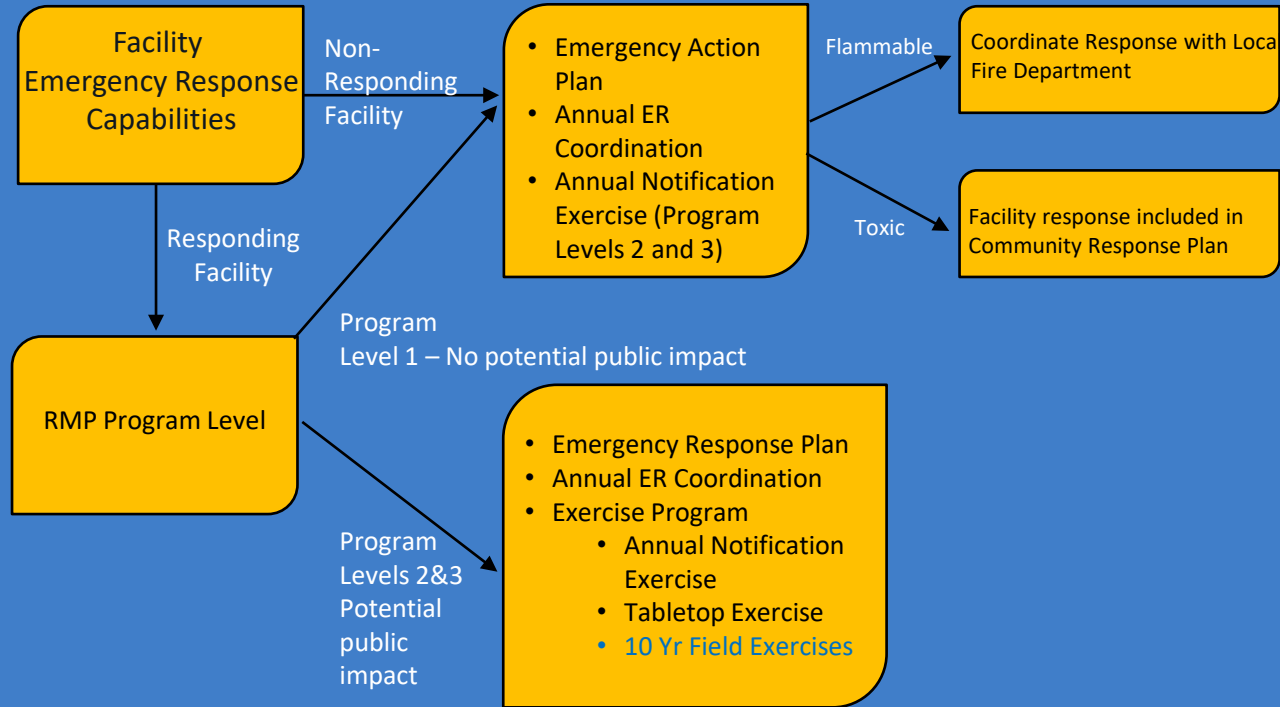 Facility
Emergency Response
Capabilities
Non-
Responding
Facility
• Emergency Action
Plan
• Annual ER
Coordination
• Annual Notification
Exercise (Program
Levels 2 and 3)
Flammable
Coordinate Response with Loca
Fire Department
Toxic
Facility response included in
Community Response Plan
Responding
Facility
Program
Level 1 – No potential public impact
RMP Program Level
Program
Levels 2&3
Potential
public
impact
• Emergency Response Plan
• Annual ER Coordination
• Exercise Program
• Annual Notification
Exercise
• Tabletop Exercise
• 10 Yr Field Exercises